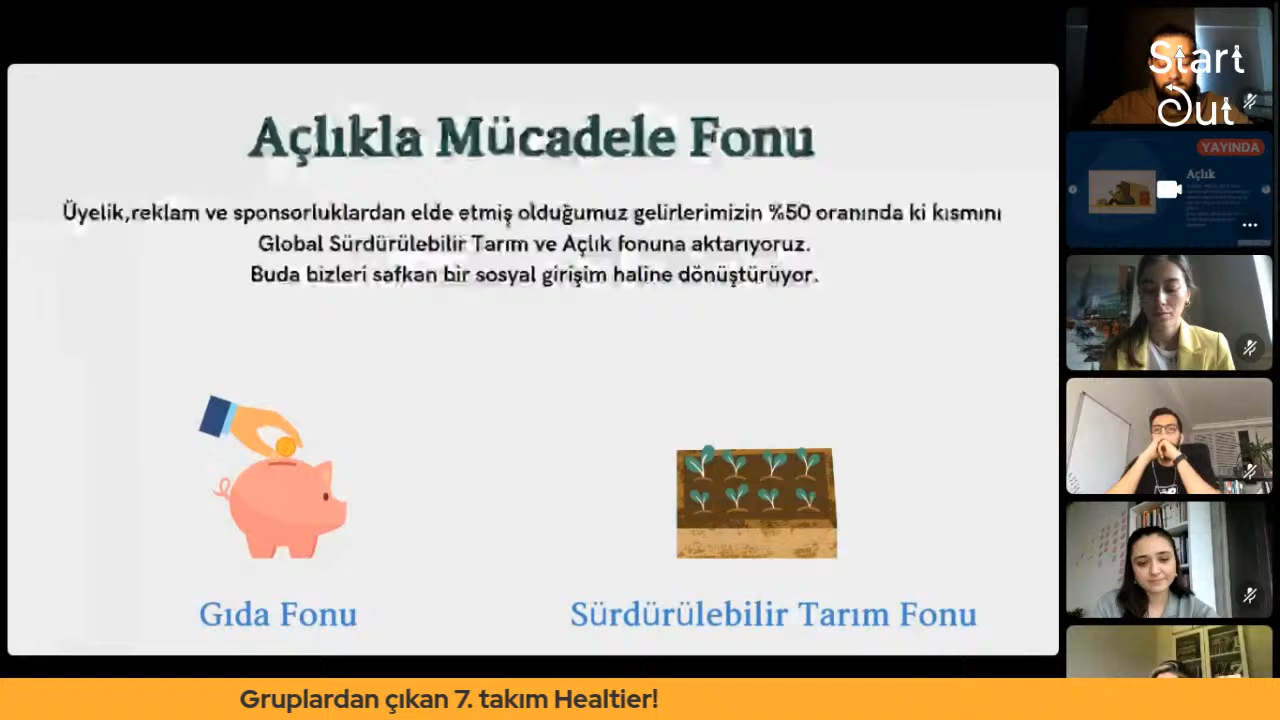 Açlıkla Mücadele Fonu
Üyelik,reklam ve sponsorluklardan elde etmiş olduğumuz gelirlerimizin %50 oranında ki kısmını
Global Sürdürülebilir Tarım ve Açlık fonuna aktarıyoruz.
Buda bizleri safkan bir sosyal girişim haline dönüştürüyor.
Gıda Fonu
Sürdürülebilir Tarım Fonu
Start
Out
YAYINDA
Açlık
Gruplardan çıkan 7. takım Healtier!